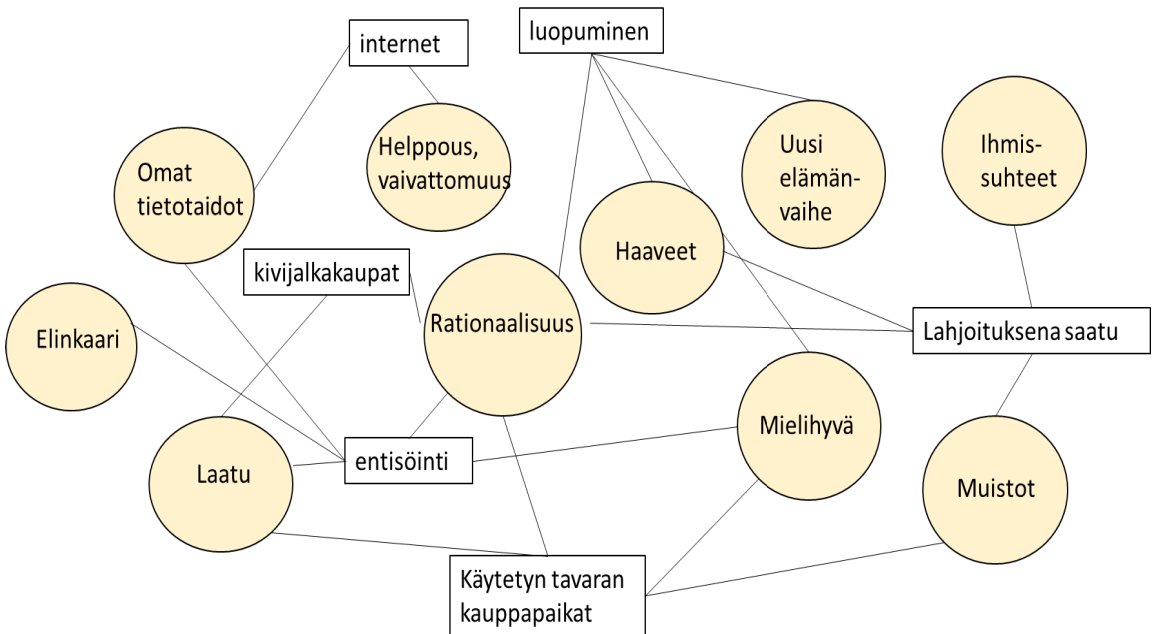 internet
luopuminen
Helppous,
vaivattomuus
Uusi
elämän-
vaihe
Ihmis-
suhteet
Omat
tietotaidot
Haaveet
kivijalkakaupat
Elinkaari
Rationaalisuus
Lahjoituksena saatu
Laatu
entisöinti
Mielihyvä
Muistot
Käytetyn tavaran
kauppapaikat